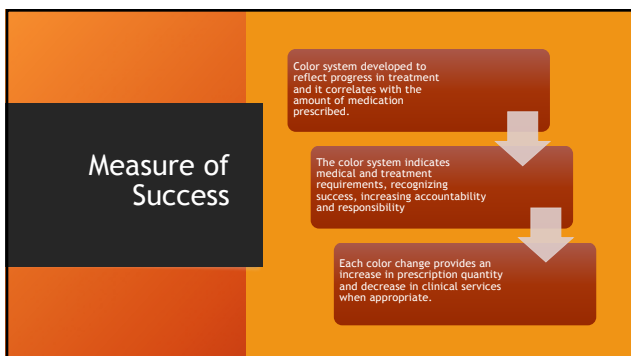 Measure of
Success
Color system developed to
reflect progress in treatment
and it correlates with the
amount of medication
prescribed.
The color system indicates
medical and treatment
requirements, recognizing
success, increasing accountability
and responsibility
Each color change provides an
increase in prescription quantity
and decrease in clinical services
when appropriate.